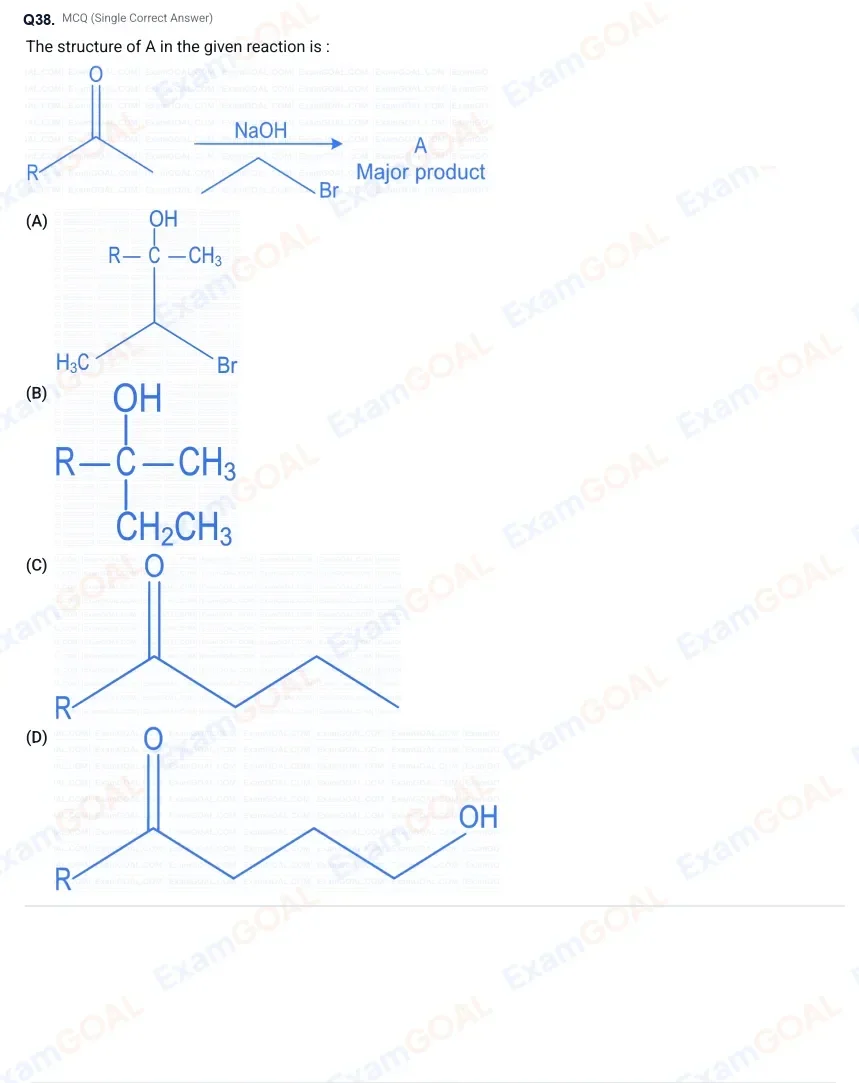 Q38. MCQ (Single Correct Answer)
The structure of A in the given reaction is :
O
R
NaOH
Br
A
Major product
(A)
OH
R— C —CH3
H3C
Br
(B)
OH
R—C—CH3
CH2CH3
(C)
O
R
(D)
O
OH
R
ExamGOAL